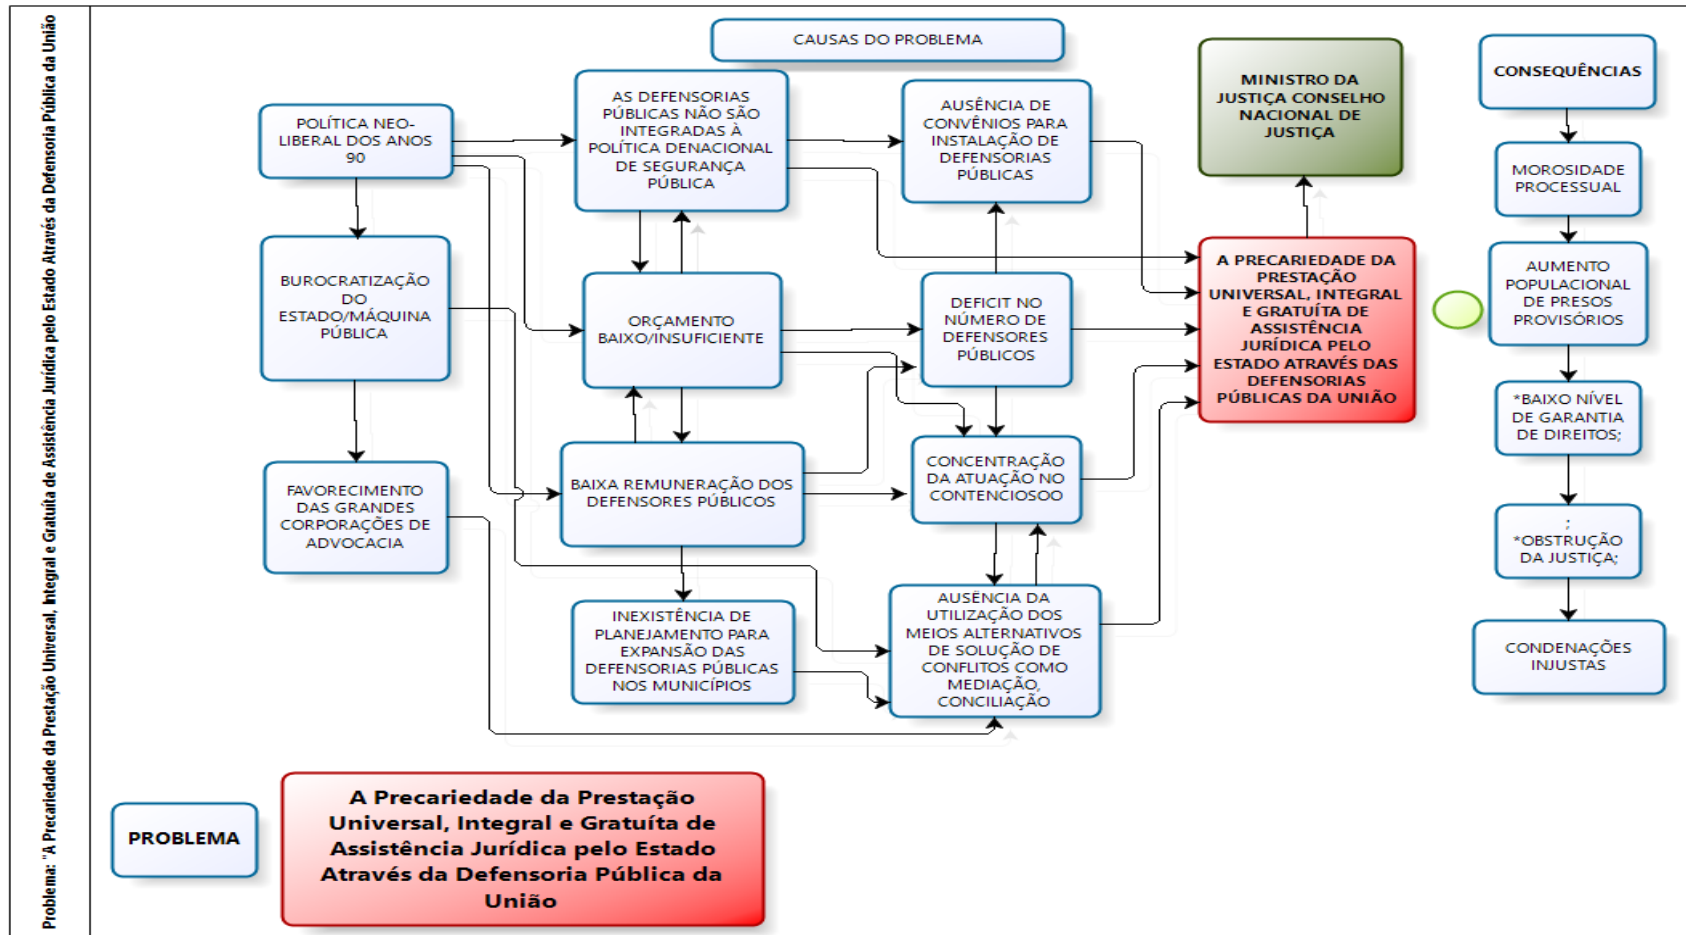 Problema: "A Precariedade da Prestação Universal, Integral e Gratuíta de Assistência Jurídica pelo Estado Através da Defensoria Pública da União
CAUSAS DO PROBLEMA
POLÍTICA NEO-
LIBERAL DOS ANOS
90
BUROCRATIZAÇÃO
DO
ESTADO/MÁQUINA
PÚBLICA
FAVORECIMENTO
DAS GRANDES
CORPORAÇÕES DE
ADVOCACIA
AS DEFENSORIAS
PÚBLICAS NÃO SÃO
INTEGRADAS À
POLÍTICA DENACIONAL
DE SEGURANÇA
PÚBLICA
ORÇAMENTO
BAIXO/INSUFICIENTE
BAIXA REMUNERAÇÃO DOS
DEFENSORES PÚBLICOS
INEXISTÊNCIA DE
PLANEJAMENTO PARA
EXPANSÃO DAS
DEFENSORIAS PÚBLICAS
NOS MUNICÍPIOS
AUSÊNCIA DE
CONVÊNIOS PARA
INSTALAÇÃO DE
DEFENSORIAS
PÚBLICAS
DEFICIT NO
NÚMERO DE
DEFENSORES
PÚBLICOS
CONCENTRAÇÃO
DA ATUAÇÃO NO
CONTENCIOSOO
AUSÊNCIA DA
UTILIZAÇÃO DOS
MEIOS ALTERNATIVOS
DE SOLUÇÃO DE
CONFLITOS COMO
MEDIAÇÃO,
CONCILIAÇÃO
MINISTRO DA
JUSTIÇA CONSELHO
NACIONAL DE
JUSTIÇA
A PRECARIEDADE DA
PRESTAÇÃO
UNIVERSAL, INTEGRAL
E GRATUÍTA DE
ASSISTÊNCIA
JURÍDICA PELO
ESTADO ATRAVÉS DAS
DEFENSORIAS
PÚBLICAS DA UNIÃO
CONSEQUÊNCIAS
MOROSIDADE
PROCESSUAL
AUMENTO
POPULACIONAL
DE PRESOS
PROVISÓRIOS
*BAIXO NÍVEL
DE GARANTIA
DE DIREITOS;
;
*OBSTRUÇÃO
DA JUSTIÇA;
CONDENAÇÕES
INJUSTAS
PROBLEMA
A Precariedade da Prestação
Universal, Integral e Gratuíta de
Assistência Jurídica pelo Estado
Através da Defensoria Pública da
União